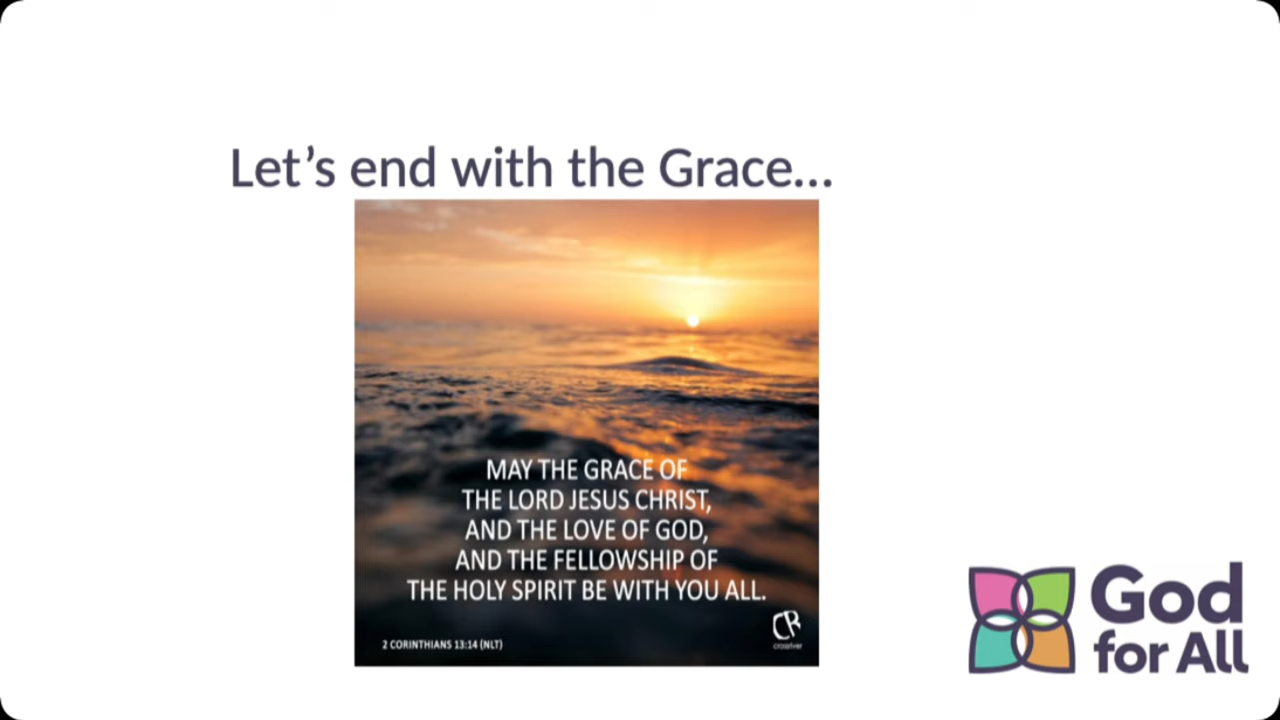 Let's end with the Grace...
MAY THE GRACE OF
THE LORD JESUS CHRIST,
AND THE LOVE OF GOD,
AND THE FELLOWSHIP OF
THE HOLY SPIRIT BE WITH YOU ALL.
2 CORINTHIANS 13:14 (NLT)
CR
crossriver
God
for All